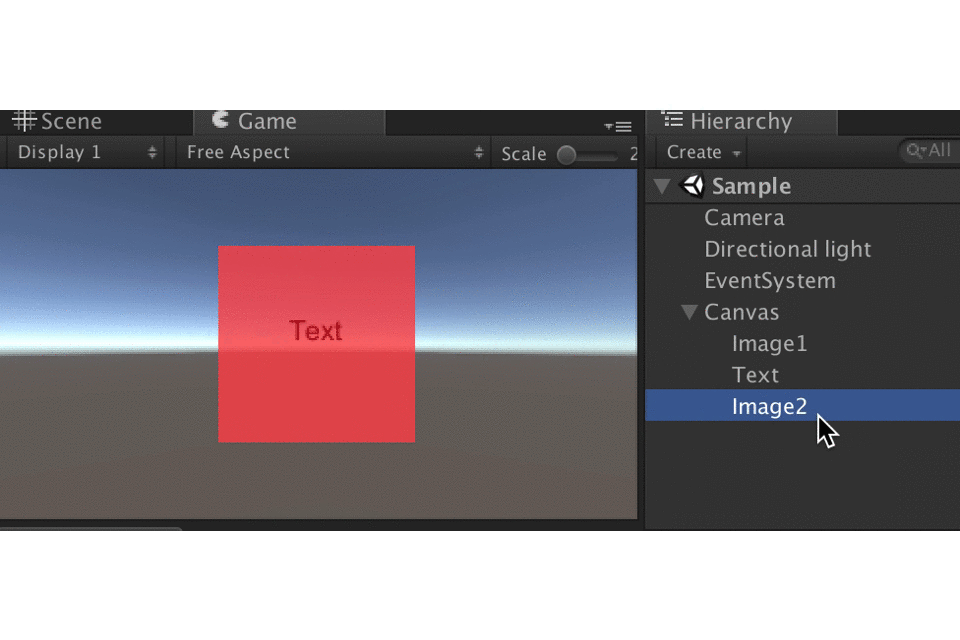 Scene
Game
Display 1
Free Aspect
Scale
2
Text
Hierarchy
Create
All
Sample
Camera
Directional light
EventSystem
Canvas
Image1
Text
Image2